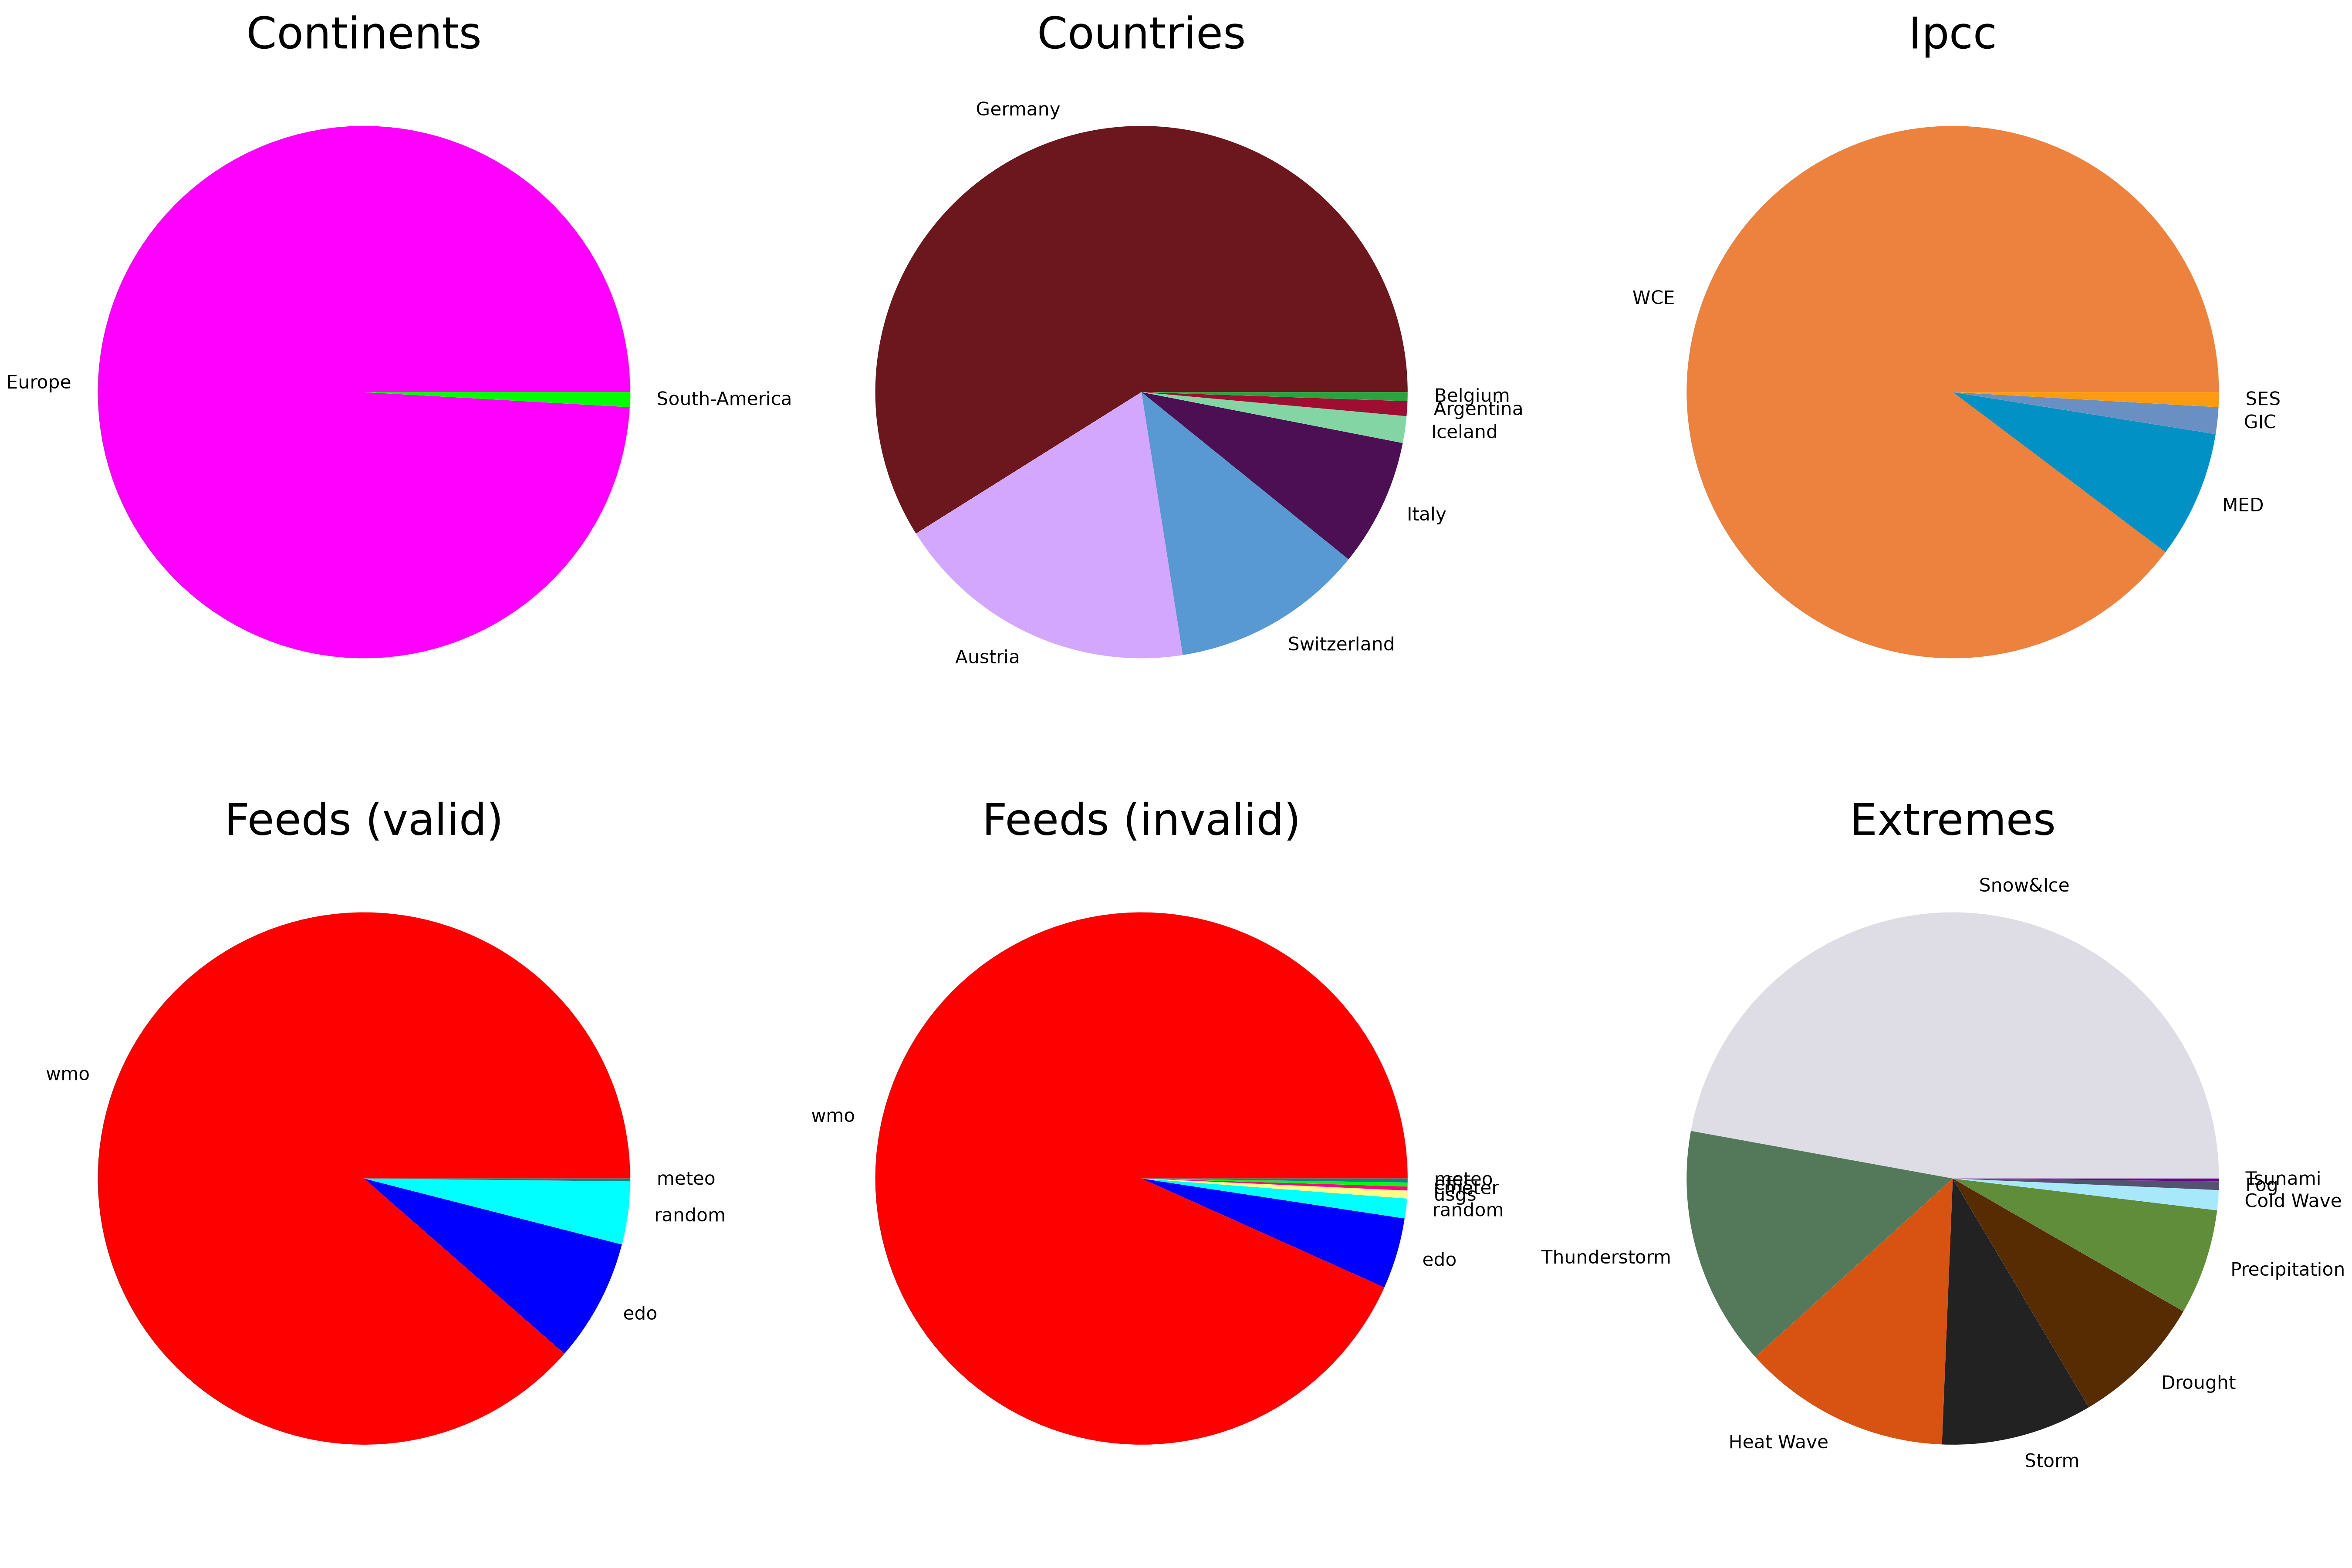 Continents
Countries
Ipcc
Germany
WCE
Europe
South-America
Belgium
Argentina
Iceland
Italy
Switzerland
Austria
SES
GIC
MED
Feeds (valid)
Feeds (invalid)
Extremes
wmo
meteo
random
edo
wmo
meteo
usgs
random
edo
Snow&Ice
Tsunami
Fog
Cold Wave
Precipitation
Thunderstorm
Drought
Heat Wave
Storm